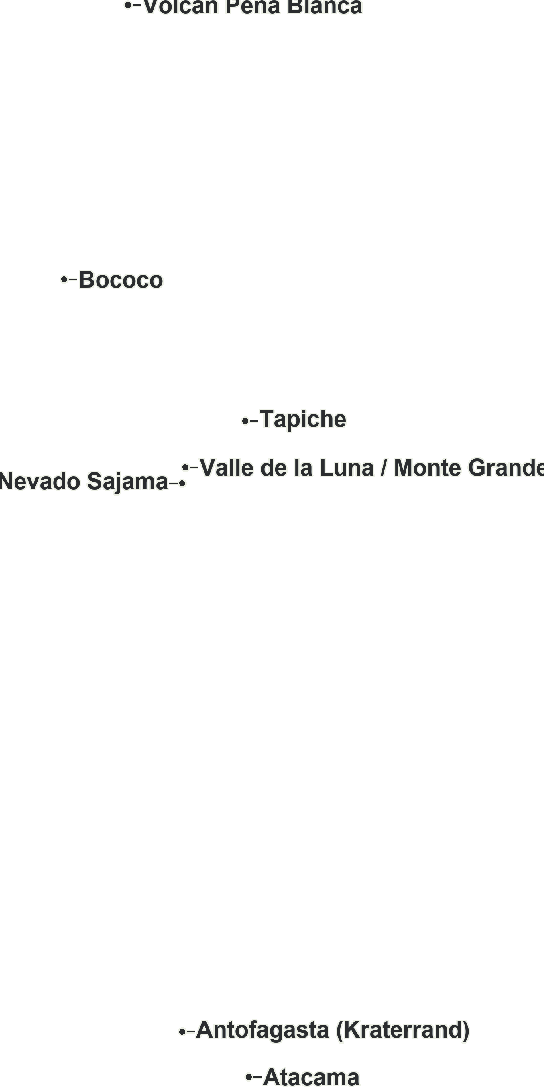 Volcán Peña Blanca
Bococo
Tapiche
Valle de la Luna / Monte Grande
Nevado Sajama
Antofagasta (Kraterrand)
Atacama